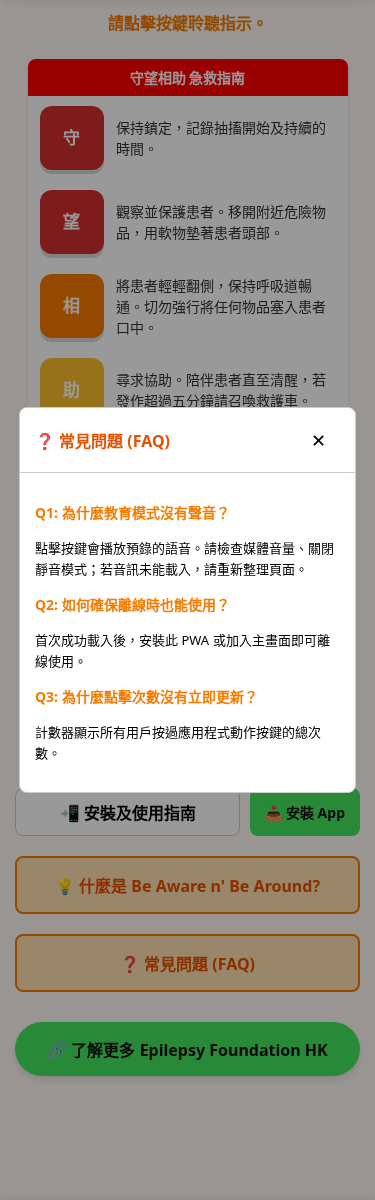 請點擊按鍵聆聽指示。
守望相助 急救指南
守
保持鎮定，記錄抽搐開始及持續的
時間。
望
觀察並保護患者。移開附近危險物
品，用軟物墊著患者頭部。
相
將患者輕輕翻側，保持呼吸道暢
通。切勿強行將任何物品塞入患者
口中。
助
尋求協助。陪伴患者直至清醒，若
發作超過五分鐘請召喚救護車。
❓ 常見問題 (FAQ)
✕
Q1: 為什麼教育模式沒有聲音？
點擊按鍵會播放預錄的語音。請檢查媒體音量、關閉
靜音模式；若音訊未能載入，請重新整理頁面。
Q2: 如何確保離線時也能使用？
首次成功載入後，安裝此 PWA 或加入主畫面即可離
線使用。
Q3: 為什麼點擊次數沒有立即更新？
計數器顯示所有用戶按過應用程式動作按鍵的總次
數。
📲 安裝及使用指南
📥 安裝 App
💡 什麼是 Be Aware n' Be Around?
❓ 常見問題 (FAQ)
🔗 了解更多 Epilepsy Foundation HK